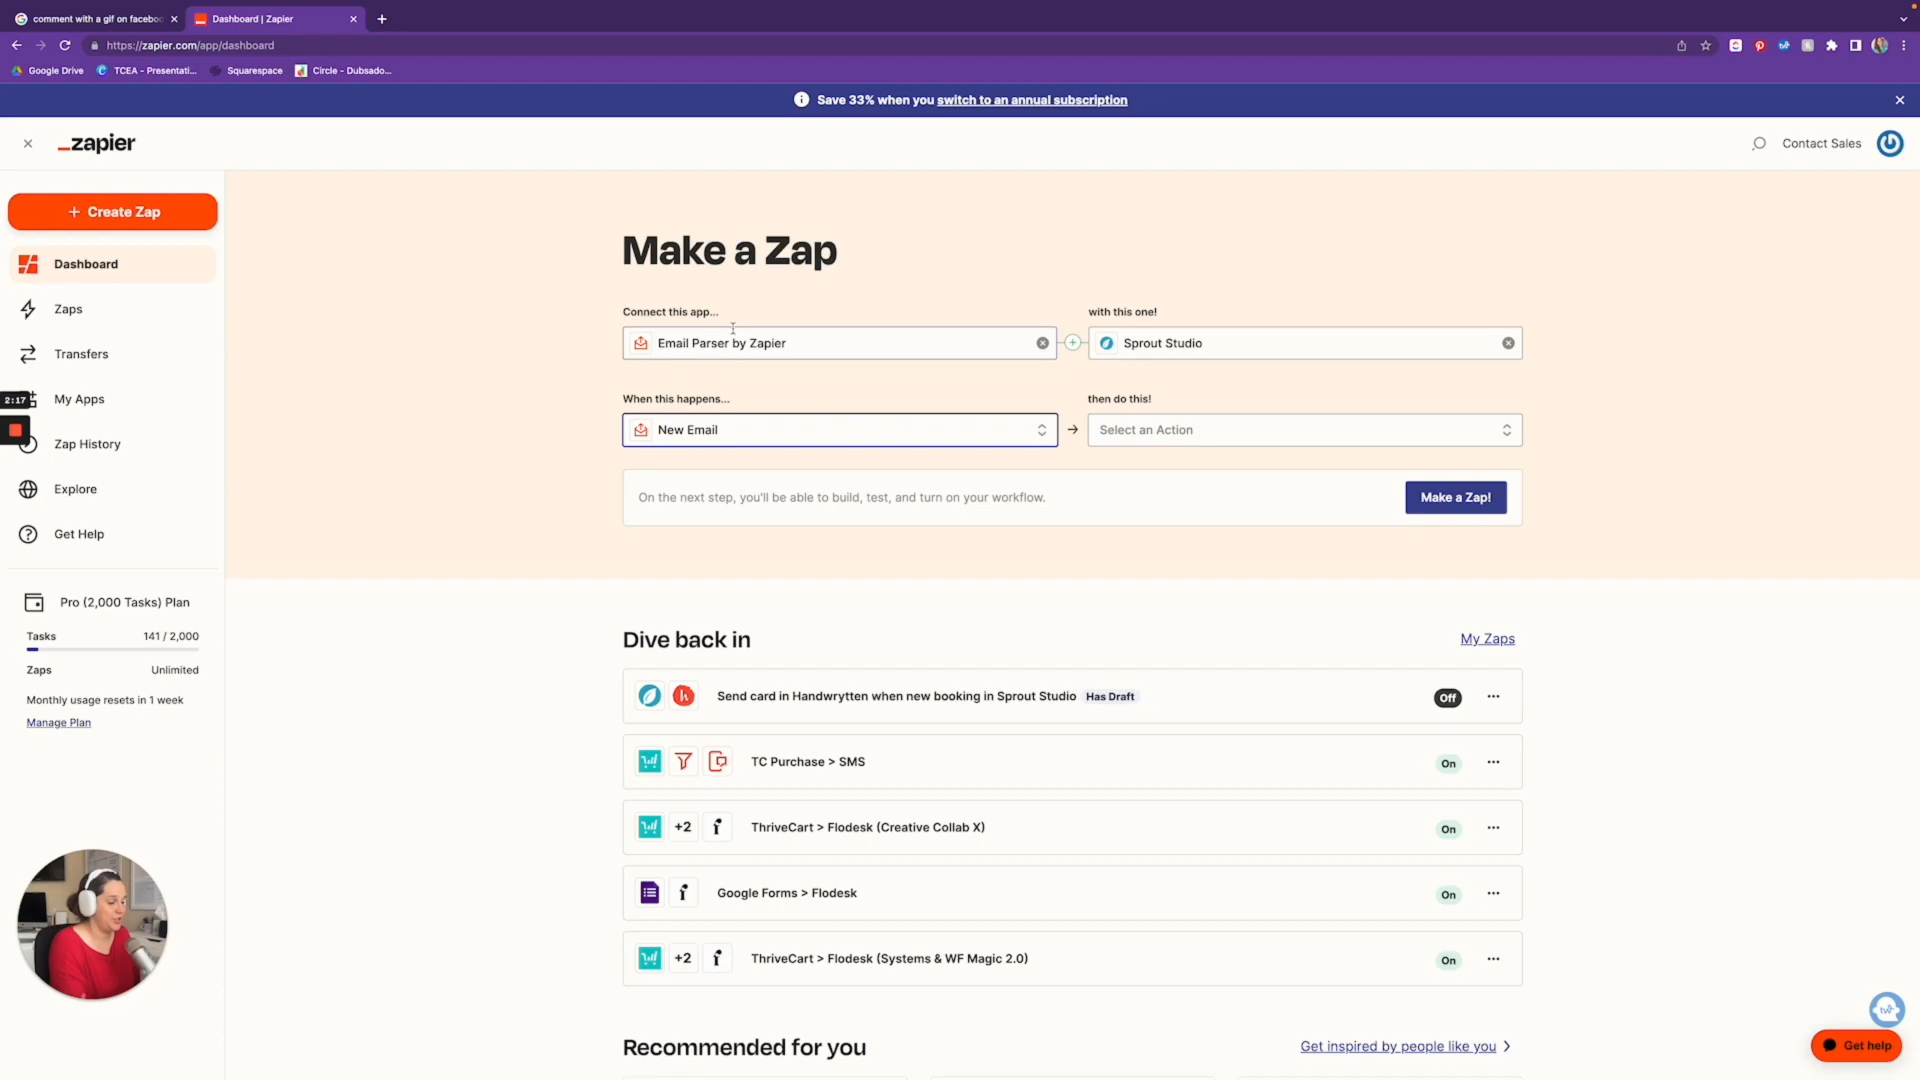 comment with a gif on facebo
Dashboard | Zapier
https://zapier.com/app/dashboard
Google Drive
TCEA - Presentati...
Squarespace
Circle - Dubsado...
Save 33% when you switch to an annual subscription
zapier
Contact Sales
+ Create Zap
Dashboard
Zaps
Transfers
My Apps
2:17
Zap History
Explore
Get Help
Pro (2,000 Tasks) Plan
Tasks 141 / 2,000
Zaps Unlimited
Monthly usage resets in 1 week
Manage Plan
Make a Zap
Connect this app...
with this one!
Email Parser by Zapier
Sprout Studio
When this happens...
then do this!
New Email
Select an Action
On the next step, you'll be able to build, test, and turn on your workflow.
Make a Zap!
Dive back in
My Zaps
Send card in Handwrytten when new booking in Sprout Studio Has Draft
Off
TC Purchase > SMS
On
+2
ThriveCart > Flodesk (Creative Collab X)
On
Google Forms > Flodesk
On
+2
ThriveCart > Flodesk (Systems & WF Magic 2.0)
On
Recommended for you
Get inspired by people like you
tw
Get help